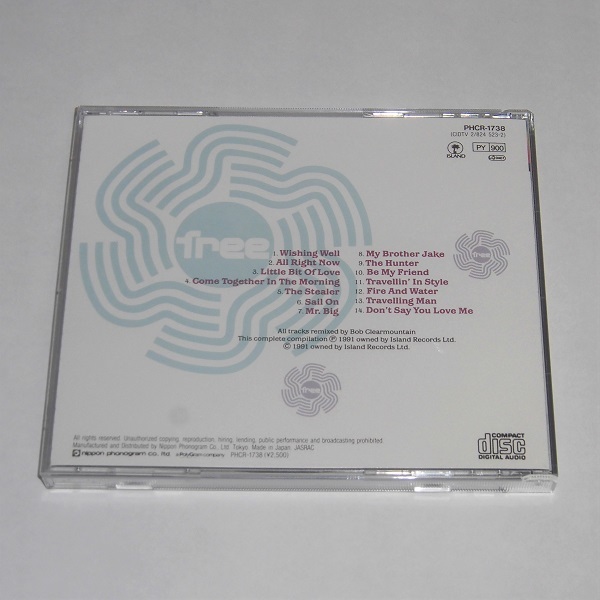 PHCR-1738
(CIDTV 2/824 523-2)
ISLAND
PY 900
free
1. Wishing Well
2. All Right Now
3. Little Bit Of Love
4. Come Together In The Morning
5. The Stealer
6. Sail On
7. Mr. Big
8. My Brother Jake
9. The Hunter
10. Be My Friend
11. Travellin' In Style
12. Fire And Water
13. Travelling Man
14. Don't Say You Love Me
free
All tracks remixed by Bob Clearmountain
This complete compilation Ⓟ 1991 owned by Island Records Ltd.
© 1991 owned by Island Records Ltd.
free
All rights reserved. Unauthorized copying, reproduction, hiring, lending, public performance and broadcasting prohibited.
Manufactured and Distributed by Nippon Phonogram Co., Ltd. Tokyo. Made in Japan. JASRAC
nippon phonogram co., ltd. a PolyGram company PHCR-1738 (¥2,500)
COMPACT
disc
DIGITAL AUDIO